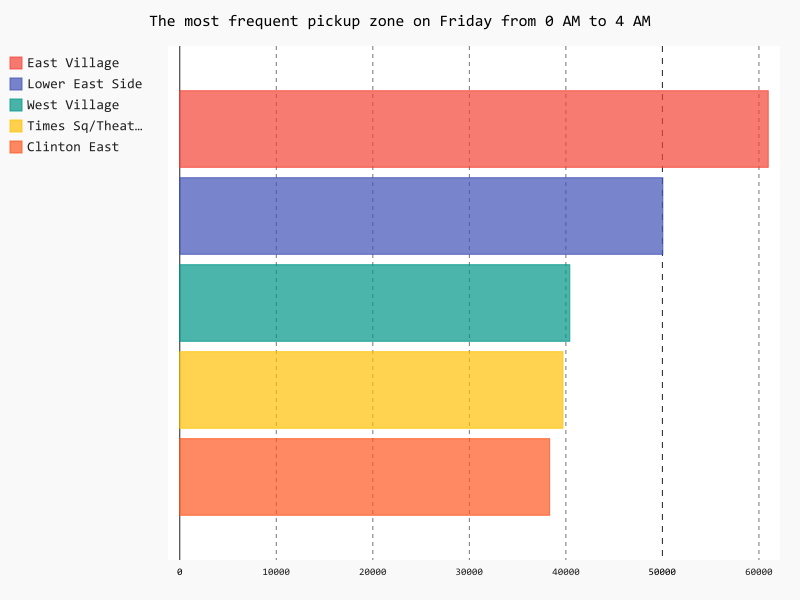 The most frequent pickup zone on Friday from 0 AM to 4 AM
East Village
Lower East Side
West Village
Times Sq/Theat…
Clinton East
0 10000 20000 30000 40000 50000 60000